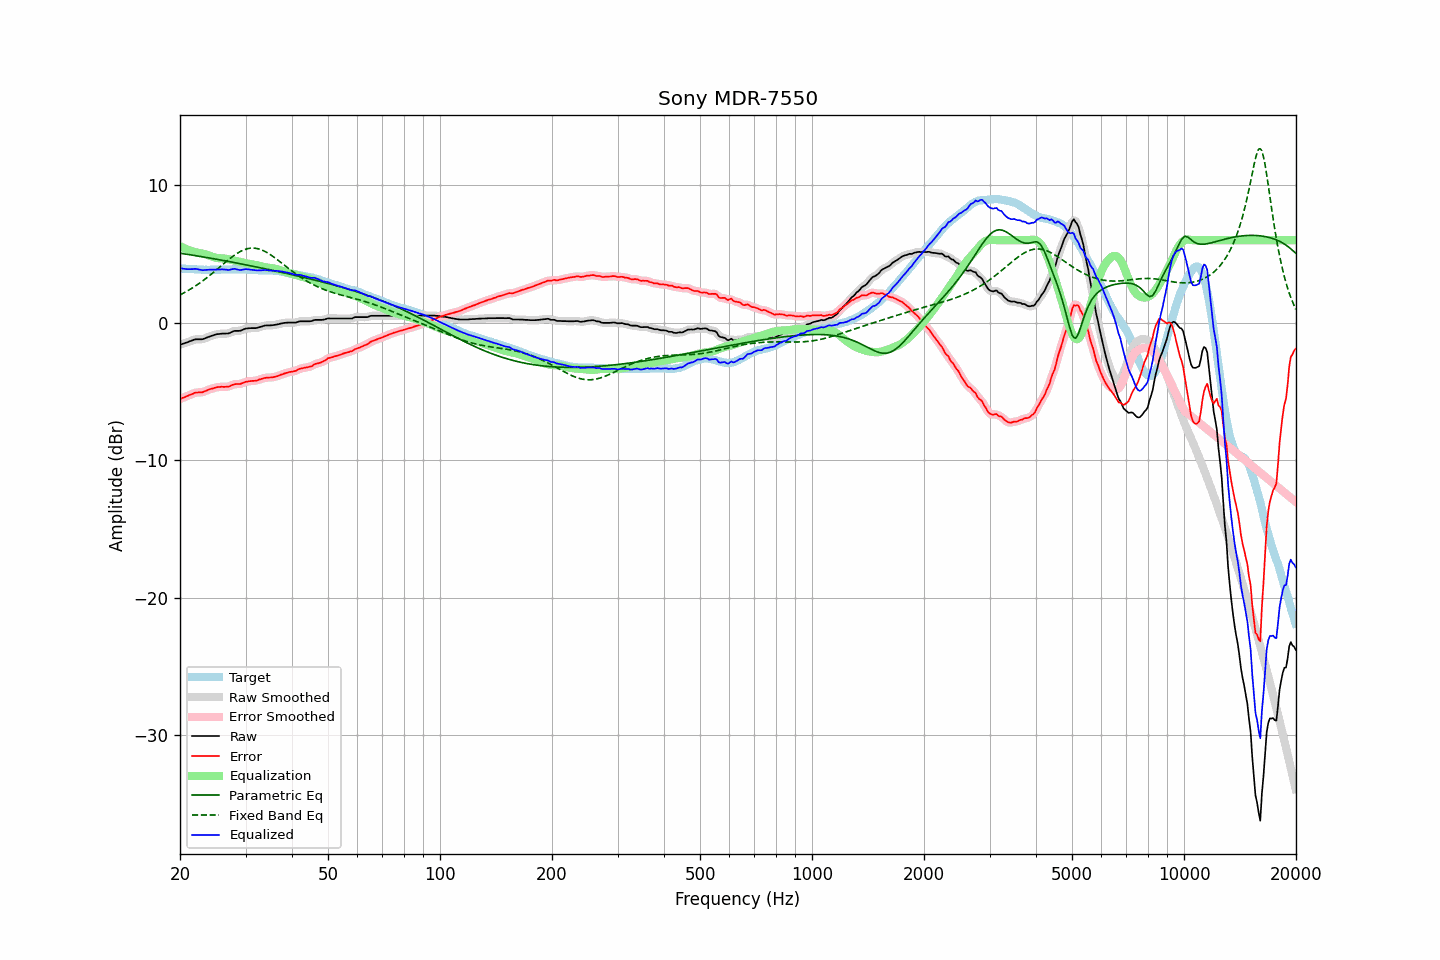 Sony MDR-7550
Amplitude (dBr)
10
0
−10
−20
−30
Target
Raw Smoothed
Error Smoothed
Raw
Error
Equalization
Parametric Eq
Fixed Band Eq
Equalized
20
50
100
200
500
1000
2000
5000
10000
20000
Frequency (Hz)